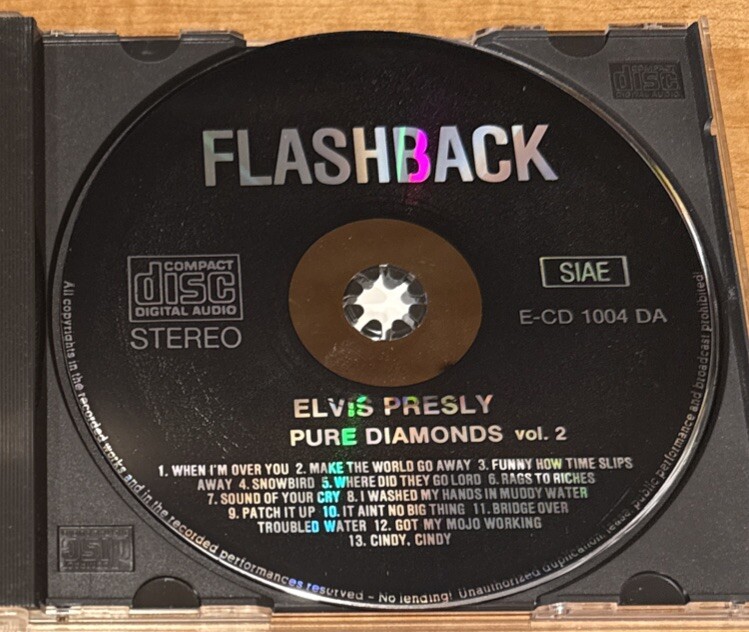 disc
DIGITAL AUDIO
FLASHBACK
COMPACT
disc
DIGITAL AUDIO
STEREO
SIAE
E-CD 1004 DA
ELVIS PRESLY
PURE DIAMONDS vol. 2
1. WHEN I'M OVER YOU 2. MAKE THE WORLD GO AWAY 3. FUNNY HOW TIME SLIPS
AWAY 4. SNOWBIRD 5. WHERE DID THEY GO LORD 6. RAGS TO RICHES
7. SOUND OF YOUR CRY 8. I WASHED MY HANDS IN MUDDY WATER
9. PATCH IT UP 10. IT AINT NO BIG THING 11. BRIDGE OVER
TROUBLED WATER 12. GOT MY MOJO WORKING
13. CINDY, CINDY
All copyrights in the recorded works and in the recorded performances reserved - No lending! Unauthorized duplication, lease, public performance and broadcast prohibited!